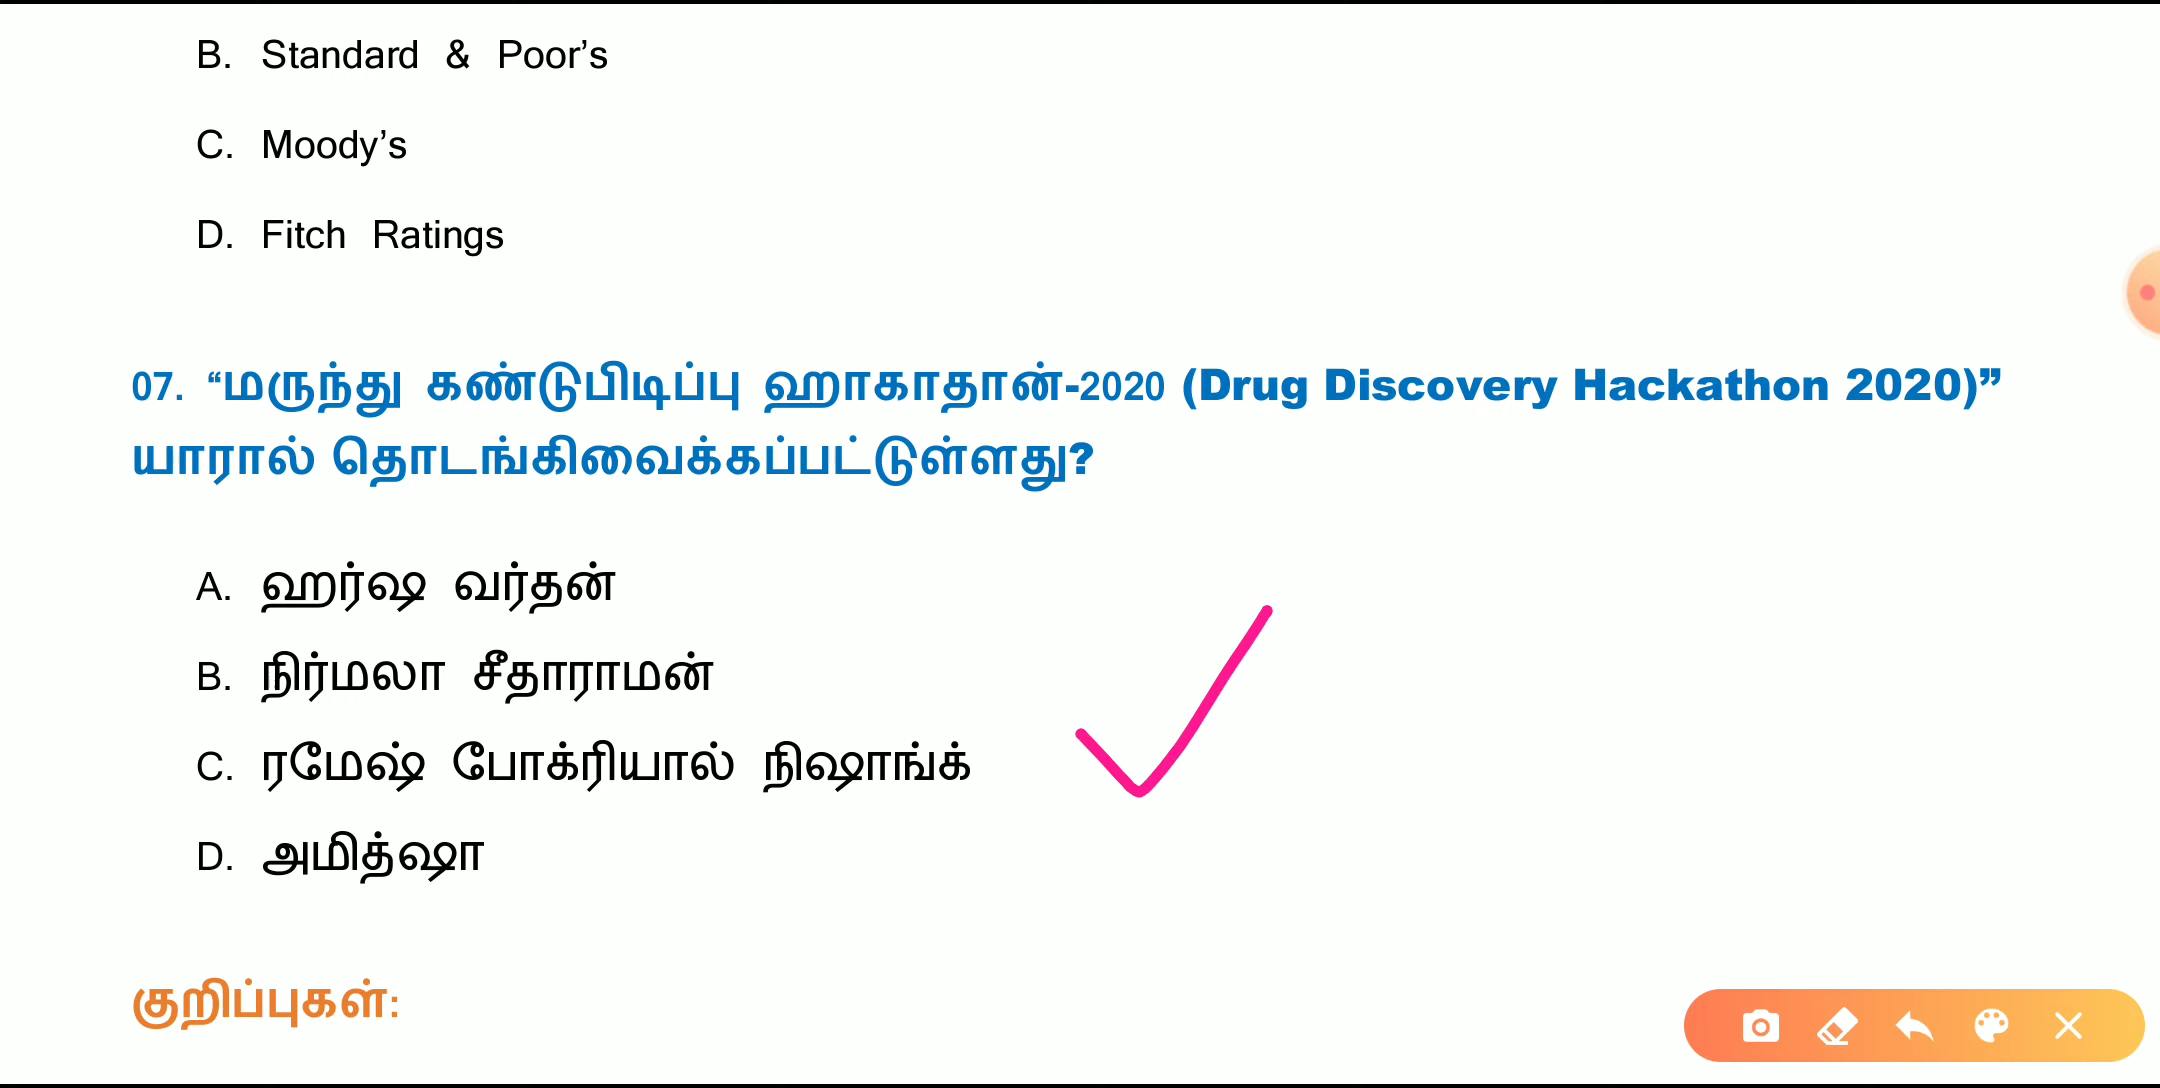 B. Standard & Poor’s
C. Moody’s
D. Fitch Ratings
07. “மருந்து கண்டுபிடிப்பு ஹாகாதான்-2020 (Drug Discovery Hackathon 2020)”
யாரால் தொடங்கிவைக்கப்பட்டுள்ளது?
A. ஹர்ஷ வர்தன்
B. நிர்மலா சீதாராமன்
C. ரமேஷ் போக்ரியால் நிஷாங்க்
D. அமித்ஷா
குறிப்புகள்: